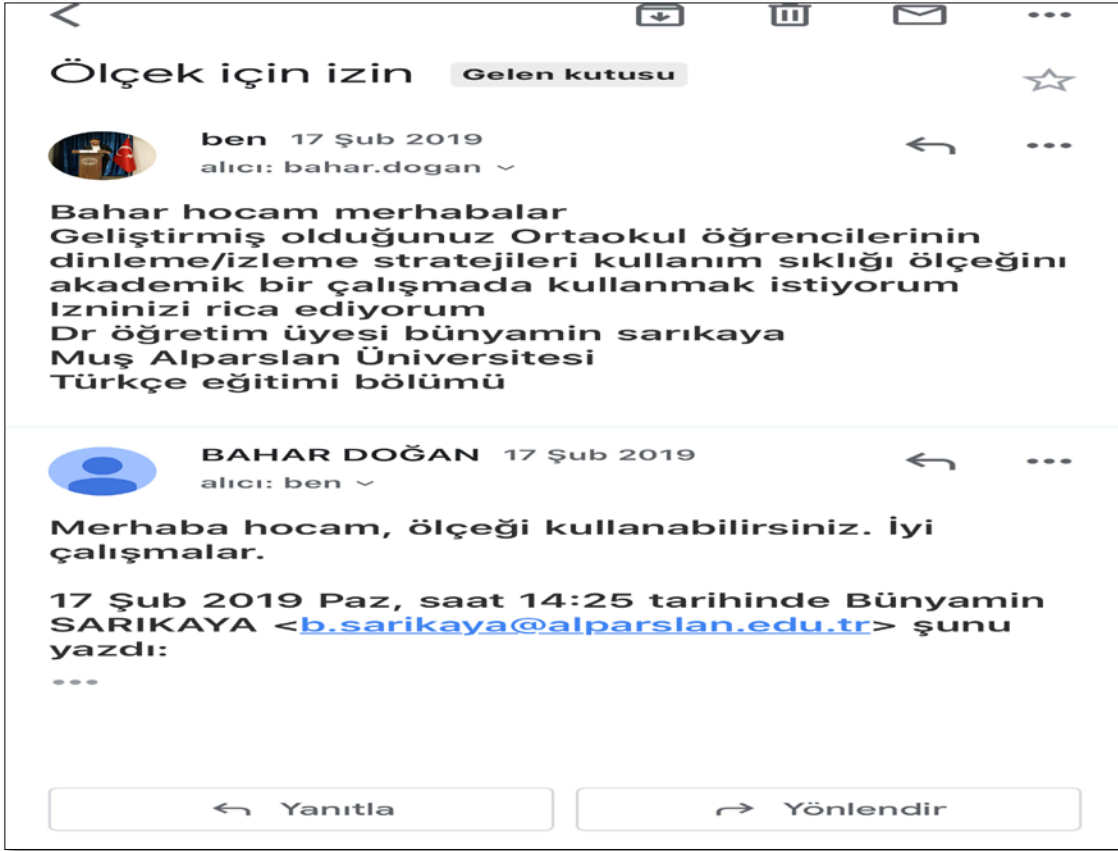 Ölçek için izin Gelen kutusu
ben 17 Şub 2019
alıcı: bahar.dogan
Bahar hocam merhabalar
Geliştirmiş olduğunuz Ortaokul öğrencilerinin
dinleme/izleme stratejileri kullanım sıklığı ölçeğinı
akademik bir çalışmada kullanmak istiyorum
Izninizi rica ediyorum
Dr öğretim üyesi bünyamin sarıkaya
Muş Alparslan Üniversitesi
Türkçe eğitimi bölümü
BAHAR DOĞAN 17 Şub 2019
alıcı: ben
Merhaba hocam, ölçeği kullanabilirsiniz. İyi
çalışmalar.
17 Şub 2019 Paz, saat 14:25 tarihinde Bünyamin
SARIKAYA <b.sarikaya@alparslan.edu.tr> şunu
yazdı:
Yanıtla Yönlendir